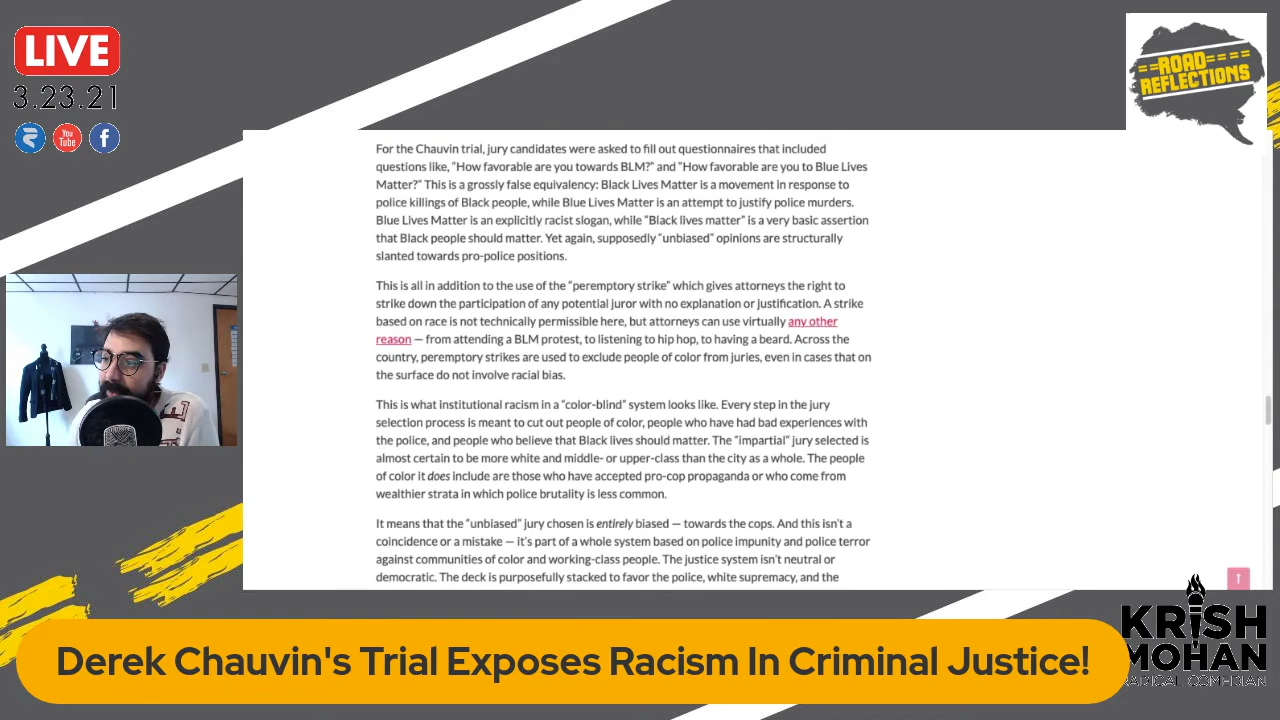 LIVE
3.23.21
You
Tube
==ROAD====
REFLECTIONS
For the Chauvin trial, jury candidates were asked to fill out questionnaires that included
questions like, “How favorable are you towards BLM?” and “How favorable are you to Blue Lives
Matter?” This is a grossly false equivalency: Black Lives Matter is a movement in response to
police killings of Black people, while Blue Lives Matter is an attempt to justify police murders.
Blue Lives Matter is an explicitly racist slogan, while “Black lives matter” is a very basic assertion
that Black people should matter. Yet again, supposedly “unbiased” opinions are structurally
slanted towards pro-police positions.
This is all in addition to the use of the “peremptory strike” which gives attorneys the right to
strike down the participation of any potential juror with no explanation or justification. A strike
based on race is not technically permissible here, but attorneys can use virtually any other
reason — from attending a BLM protest, to listening to hip hop, to having a beard. Across the
country, peremptory strikes are used to exclude people of color from juries, even in cases that on
the surface do not involve racial bias.
This is what institutional racism in a “color-blind” system looks like. Every step in the jury
selection process is meant to cut out people of color, people who have had bad experiences with
the police, and people who believe that Black lives should matter. The “impartial” jury selected is
almost certain to be more white and middle- or upper-class than the city as a whole. The people
of color it does include are those who have accepted pro-cop propaganda or who come from
wealthier strata in which police brutality is less common.
It means that the “unbiased” jury chosen is entirely biased — towards the cops. And this isn’t a
coincidence or a mistake — it’s part of a whole system based on police impunity and police terror
against communities of color and working-class people. The justice system isn’t neutral or
democratic. The deck is purposefully stacked to favor the police, white supremacy, and the
Derek Chauvin's Trial Exposes Racism In Criminal Justice!
KRISH
MOHAN
RADICAL COMEDIAN